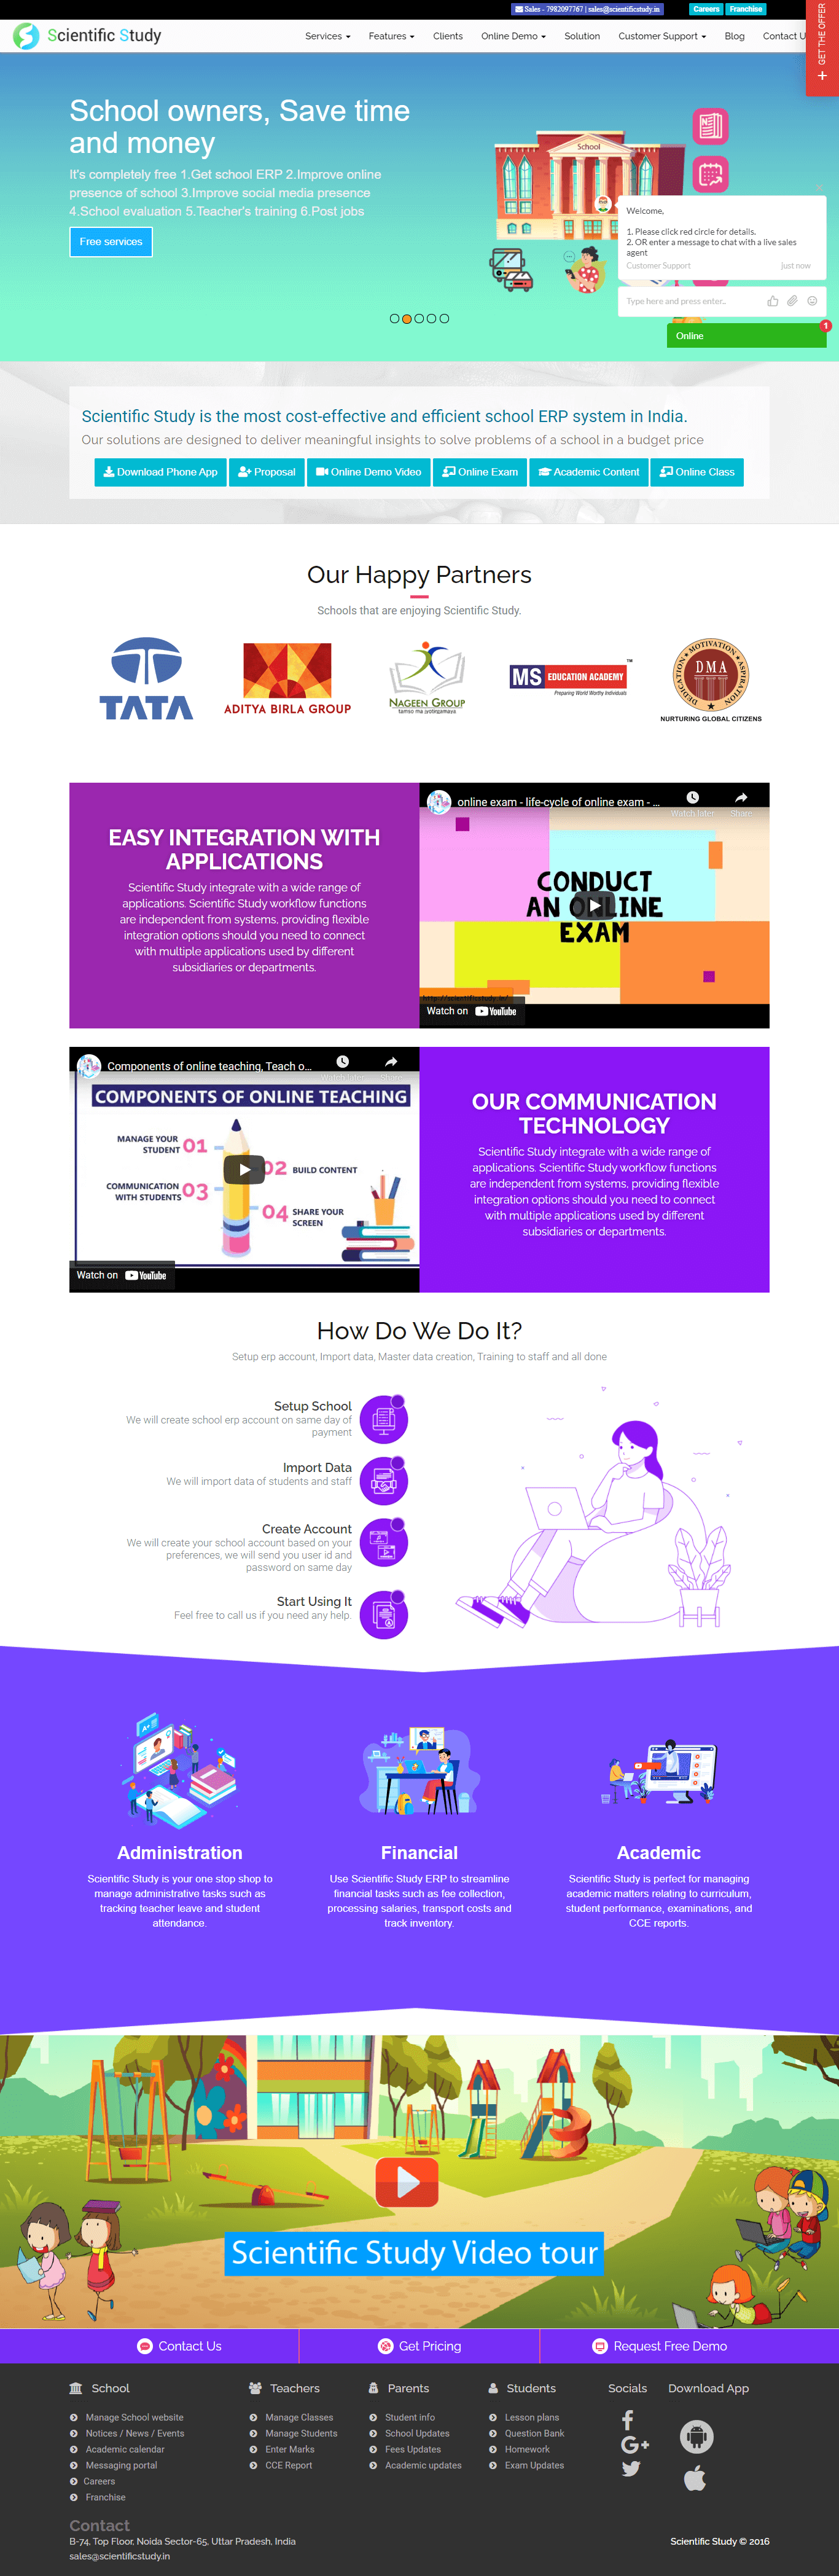 Sales - 7982097767 | sales@scientificstudy.in
Careers
Franchise
GET THE OFFER
+
Scientific Study
Services
Features
Clients
Online Demo
Solution
Customer Support
Blog
Contact U
School owners, Save time
and money
It's completely free 1.Get school ERP 2.Improve online
presence of school 3.Improve social media presence
4.School evaluation 5.Teacher's training 6.Post jobs
Free services
School
Welcome,
1. Please click red circle for details.
2. OR enter a message to chat with a live sales
agent
Customer Support
Just now
Type here and press enter..
1
Online
Scientific Study is the most cost-effective and efficient school ERP system in India.
Our solutions are designed to deliver meaningful insights to solve problems of a school in a budget price
Download Phone App
Proposal
Online Demo Video
Online Exam
Academic Content
Online Class
Our Happy Partners
Schools that are enjoying Scientific Study.
TATA
ADITYA BIRLA GROUP
NAGEEN GROUP
tamso ma jyotirgamaya
MS EDUCATION ACADEMY
TM
Preparing World Worthy Individuals
DEDICATION MOTIVATION ASPIRATION
DMA
NURTURING GLOBAL CITIZENS
EASY INTEGRATION WITH
APPLICATIONS
Scientific Study integrate with a wide range of
applications. Scientific Study workflow functions
are independent from systems, providing flexible
integration options should you need to connect
with multiple applications used by different
subsidiaries or departments.
online exam - life-cycle of online exam - ...
Watch later
Share
CONDUCT
AN ONLINE
EXAM
http://scientificstudy.in/
Watch on YouTube
Components of online teaching, Teach o...
Watch later
Share
COMPONENTS OF ONLINE TEACHING
MANAGE YOUR
STUDENT
01
02
BUILD CONTENT
COMMUNICATION
WITH STUDENTS
03
04
SHARE YOUR
SCREEN
Watch on YouTube
OUR COMMUNICATION
TECHNOLOGY
Scientific Study integrate with a wide range of
applications. Scientific Study workflow functions
are independent from systems, providing flexible
integration options should you need to connect
with multiple applications used by different
subsidiaries or departments.
How Do We Do It?
Setup erp account, Import data, Master data creation, Training to staff and all done
Setup School
We will create school erp account on same day of
payment
Import Data
We will import data of students and staff
Create Account
We will create your school account based on your
preferences, we will send you user id and
password on same day
Start Using It
Feel free to call us if you need any help.
A+
Administration
Scientific Study is your one stop shop to
manage administrative tasks such as
tracking teacher leave and student
attendance.
Financial
Use Scientific Study ERP to streamline
financial tasks such as fee collection,
processing salaries, transport costs and
track inventory.
Academic
Scientific Study is perfect for managing
academic matters relating to curriculum,
student performance, examinations, and
CCE reports.
Scientific Study Video tour
Contact Us
Get Pricing
Request Free Demo
School
Manage School website
Notices / News / Events
Academic calendar
Messaging portal
Careers
Franchise
Teachers
Manage Classes
Manage Students
Enter Marks
CCE Report
Parents
Student info
School Updates
Fees Updates
Academic updates
Students
Lesson plans
Question Bank
Homework
Exam Updates
Socials
G+
Download App
Contact
B-74, Top Floor, Noida Sector-65, Uttar Pradesh, India
sales@scientificstudy.in
Scientific Study © 2016